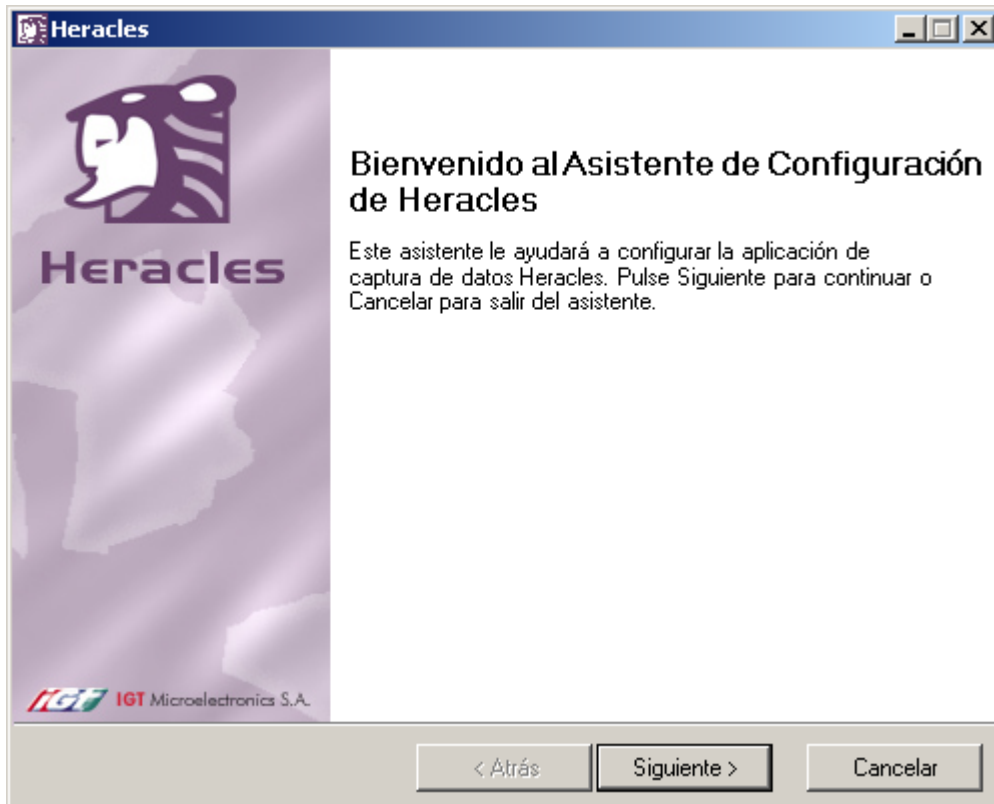 Heracles
Heracles
Bienvenido al Asistente de Configuración
de Heracles
Este asistente le ayudará a configurar la aplicación de
captura de datos Heracles. Pulse Siguiente para continuar o
Cancelar para salir del asistente.
IGT IGT Microelectronics S.A.
< Atrás Siguiente > Cancelar